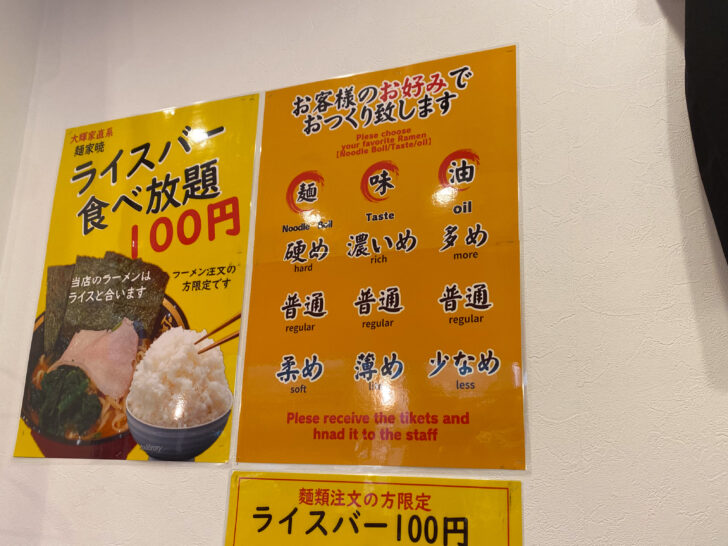 大輝家直系
麺家暁
ライスバー
食べ放題
100円
当店のラーメンは
ライスと合います
ラーメン注文の
方限定です
お客様のお好みで
おつくり致します
Plese choose
your favorite Ramen
[Noodle Boil/Taste/oil]
麺 味 油
Noodle Boil Taste oil
硬め 濃いめ 多め
hard rich more
普通 普通 普通
regular regular regular
柔め 薄め 少なめ
soft less
Plese receive the tikets and
hnad it to the staff
麺類注文の方限定
ライスバー100円